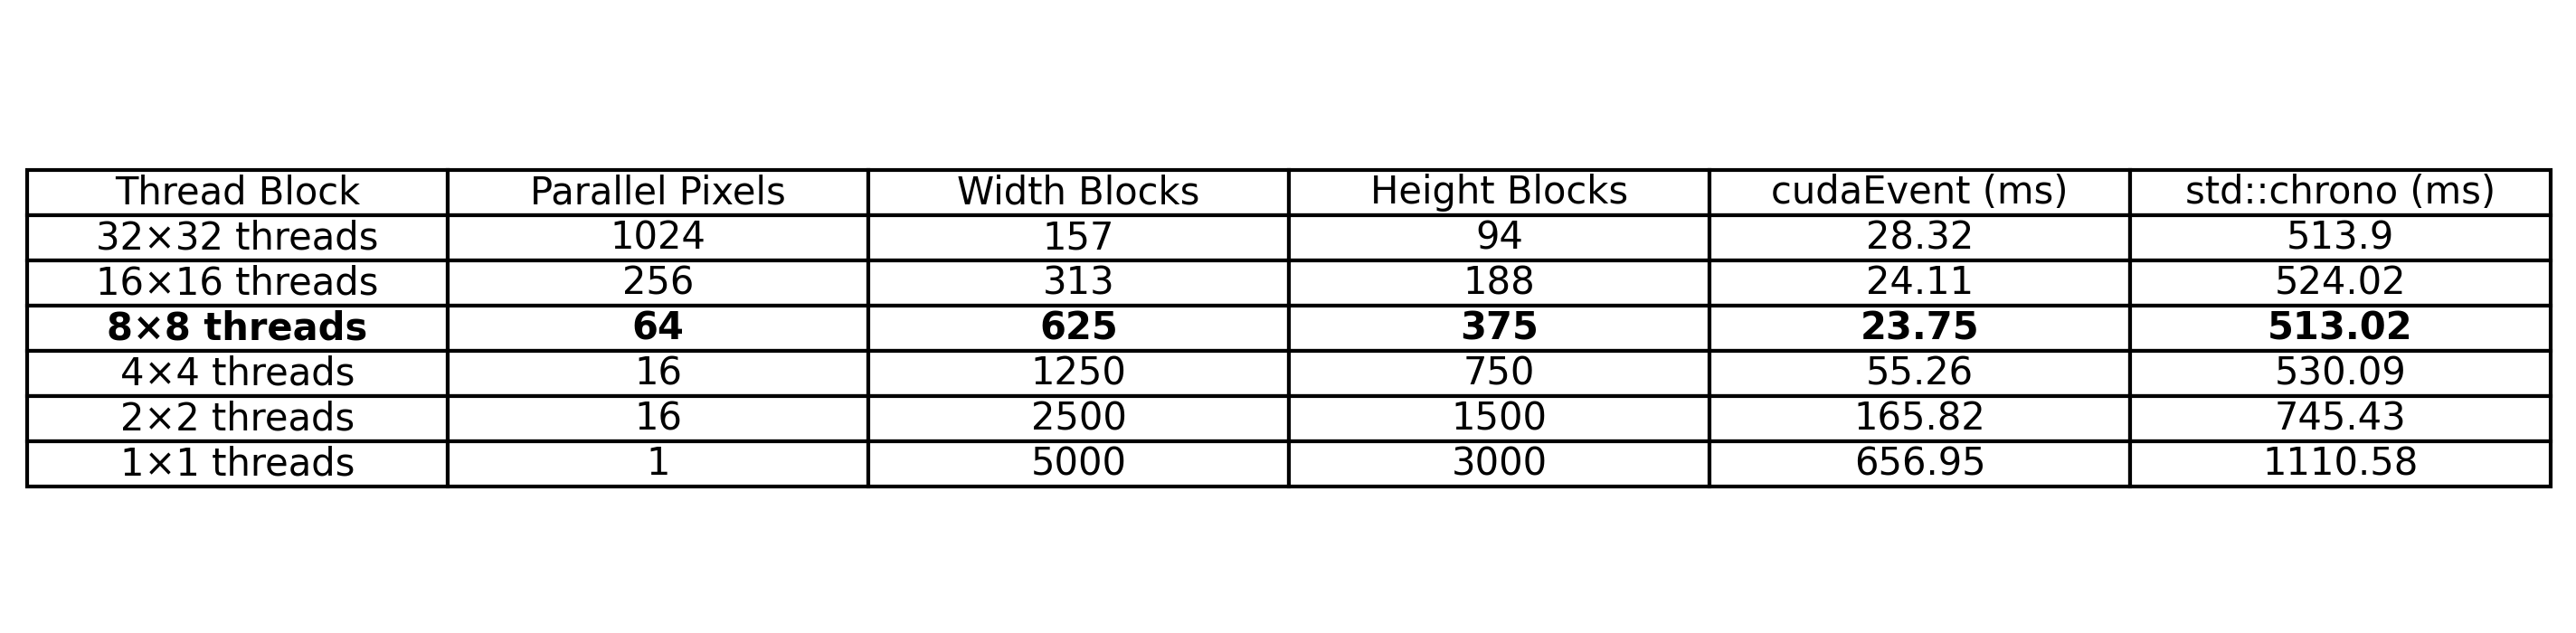 Thread Block Parallel Pixels Width Blocks Height Blocks cudaEvent (ms) std::chrono (ms)
32×32 threads 1024 157 94 28.32 513.9
16×16 threads 256 313 188 24.11 524.02
8×8 threads 64 625 375 23.75 513.02
4×4 threads 16 1250 750 55.26 530.09
2×2 threads 16 2500 1500 165.82 745.43
1×1 threads 1 5000 3000 656.95 1110.58